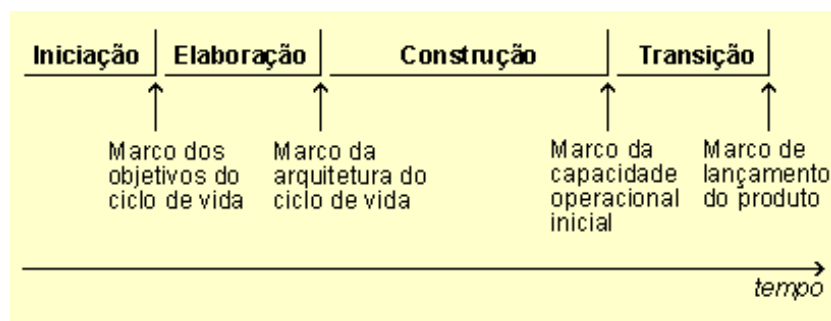 Iniciação Elaboração Construção Transição
Marco dos
objetivos do
ciclo de vida
Marco da
arquitetura do
ciclo de vida
Marco da
capacidade
operacional
inicial
Marco de
lançamento
do produto
tempo